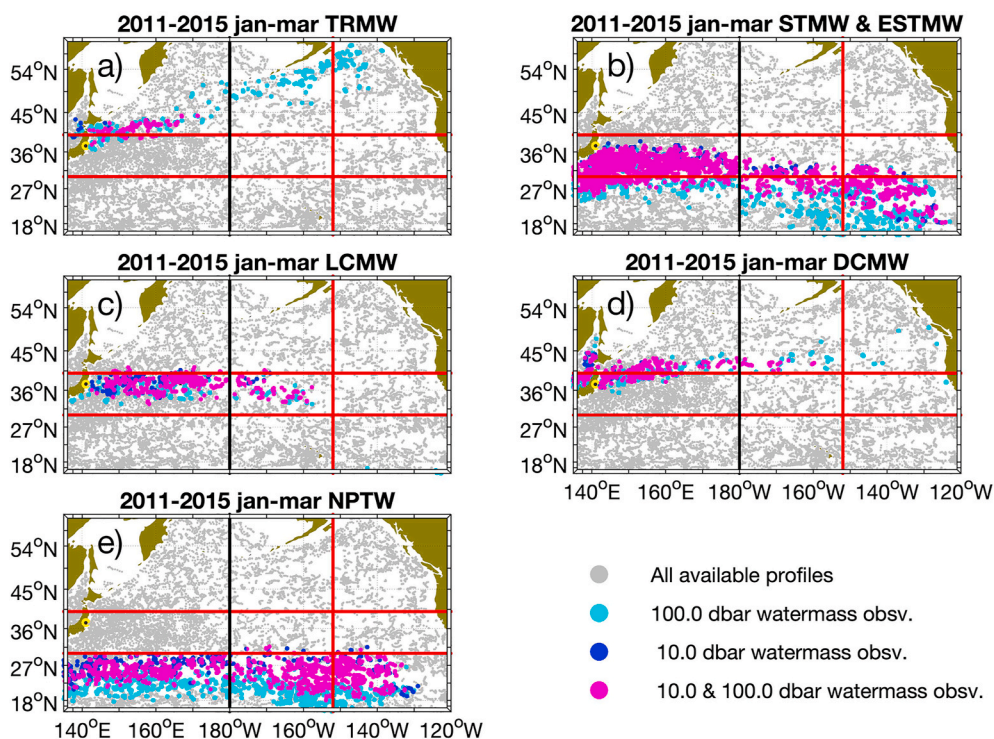 2011-2015 jan-mar TRMW
a)
54°N
45°N
36°N
27°N
18°N
2011-2015 jan-mar STMW & ESTMW
b)
54°N
45°N
36°N
27°N
18°N
2011-2015 jan-mar LCMW
c)
54°N
45°N
36°N
27°N
18°N
2011-2015 jan-mar DCMW
d)
54°N
45°N
36°N
27°N
18°N
140°E 160°E 180°W 160°W 140°W 120°W
2011-2015 jan-mar NPTW
e)
54°N
45°N
36°N
27°N
18°N
140°E 160°E 180°W 160°W 140°W 120°W
All available profiles
100.0 dbar watermass obsv.
10.0 dbar watermass obsv.
10.0 & 100.0 dbar watermass obsv.